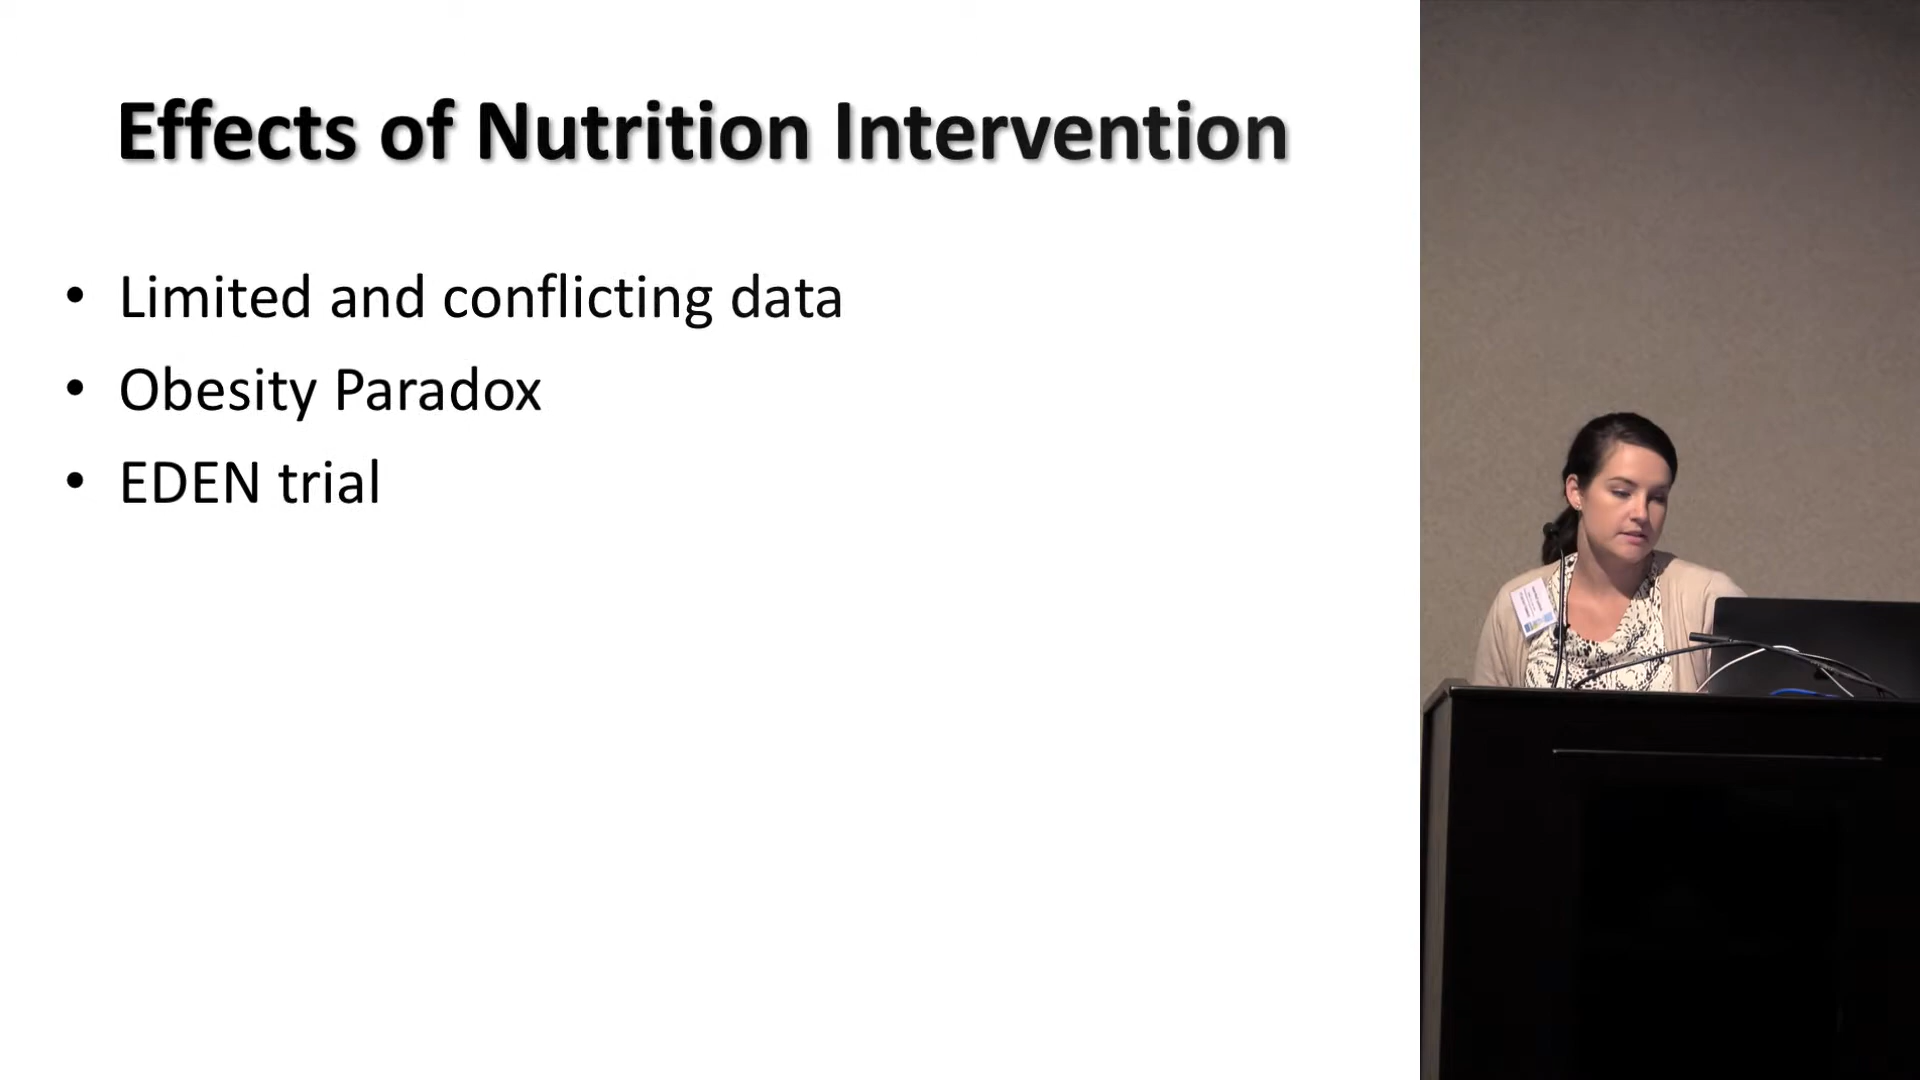 Effects of Nutrition Intervention
• Limited and conflicting data
• Obesity Paradox
• EDEN trial